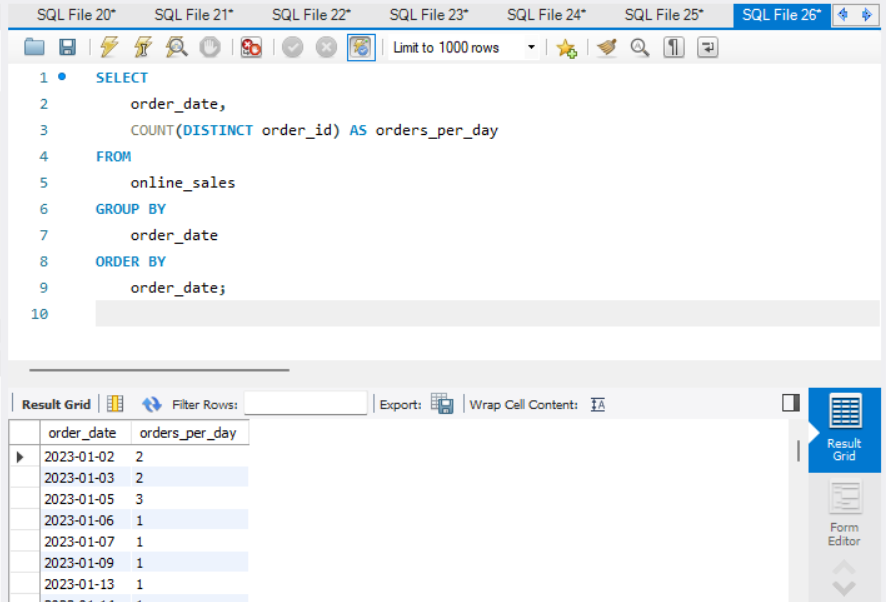 SQL File 20* SQL File 21* SQL File 22* SQL File 23* SQL File 24* SQL File 25* SQL File 26*
Limit to 1000 rows
1 SELECT
2 order_date,
3 COUNT(DISTINCT order_id) AS orders_per_day
4 FROM
5 online_sales
6 GROUP BY
7 order_date
8 ORDER BY
9 order_date;
10
Result Grid Filter Rows: Export: Wrap Cell Content:
order_date orders_per_day
2023-01-02 2
2023-01-03 2
2023-01-05 3
2023-01-06 1
2023-01-07 1
2023-01-09 1
2023-01-13 1
Result
Grid
Form
Editor